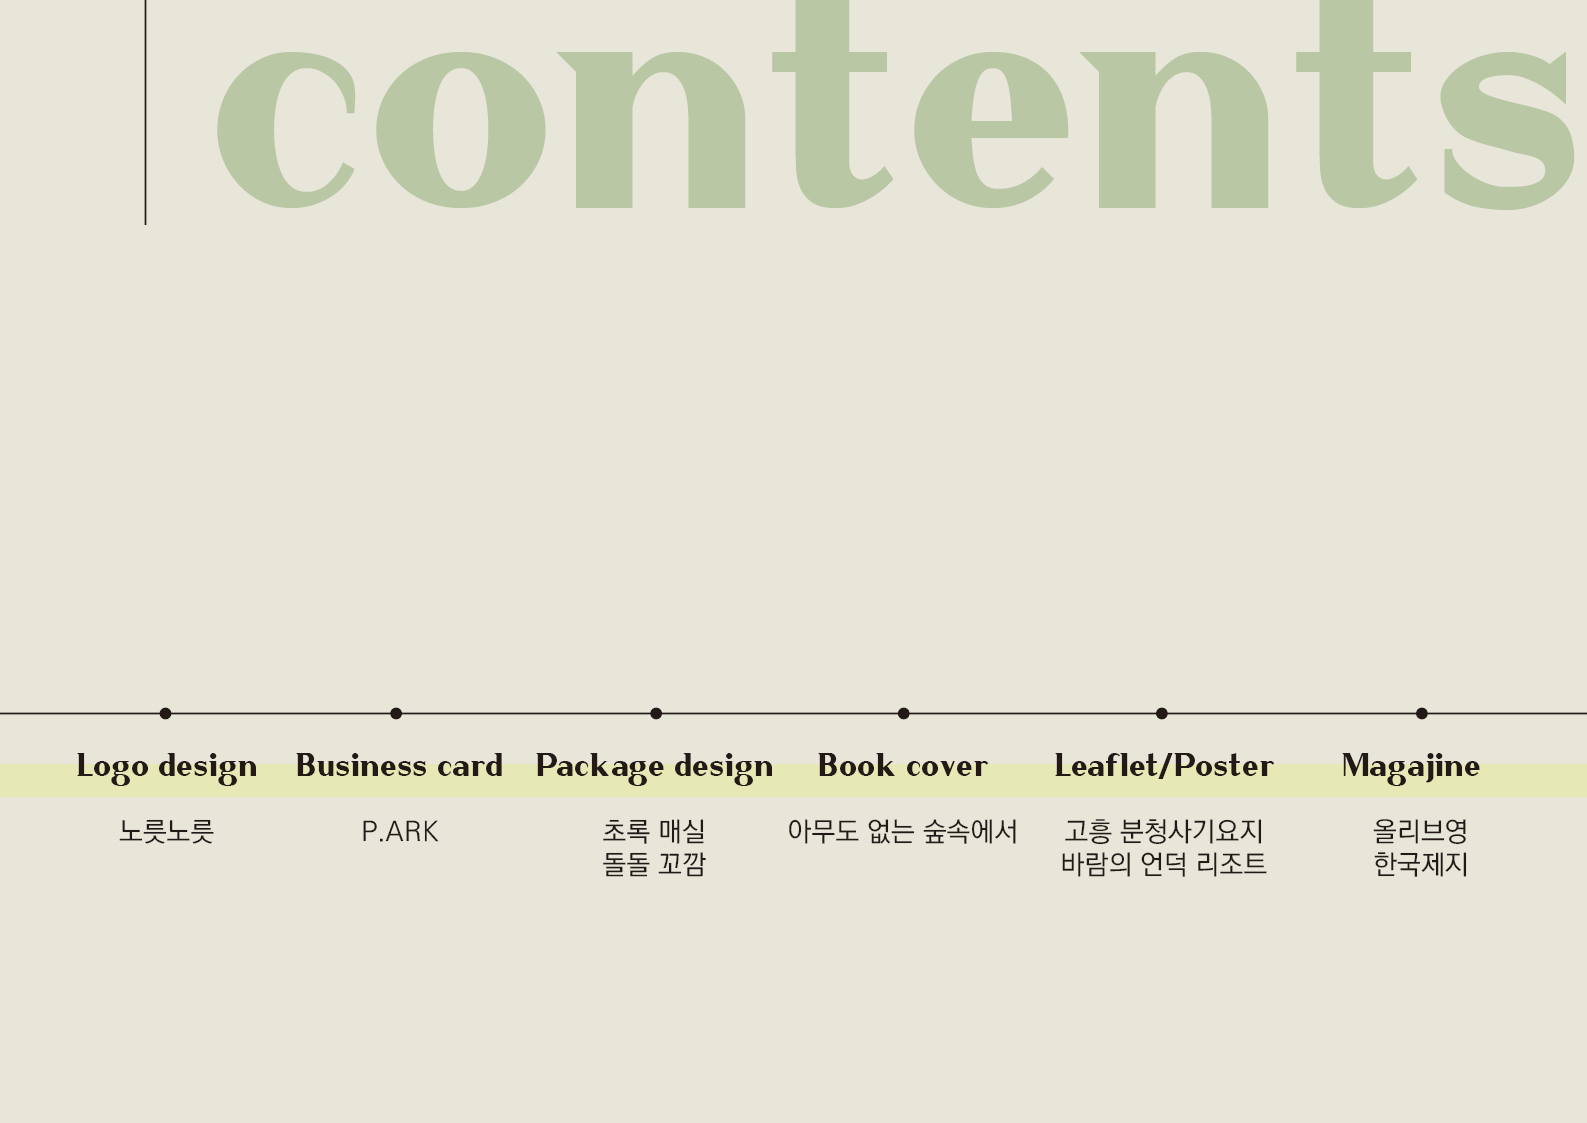 contents
Logo design
노릇노릇
Business card
P.ARK
Package design
초록 매실
돌돌 꼬깜
Book cover
아무도 없는 숲속에서
Leaflet/Poster
고흥 분청사기요지
바람의 언덕 리조트
Magajine
올리브영
한국제지